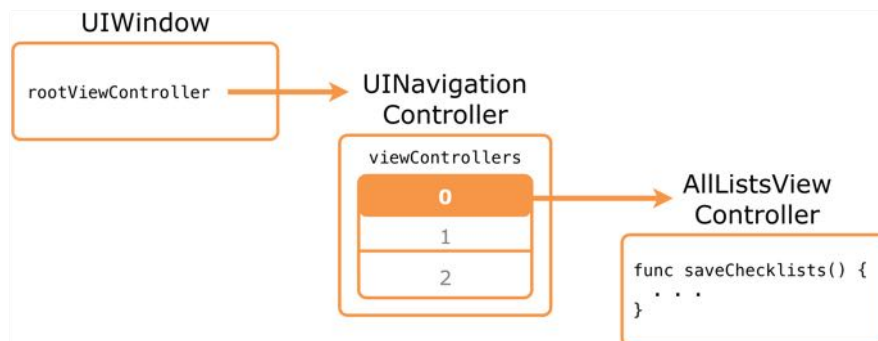 UIWindow
rootViewController
UINavigation
Controller
viewControllers
0
1
2
AllListsView
Controller
func saveChecklists() {
. . .
}